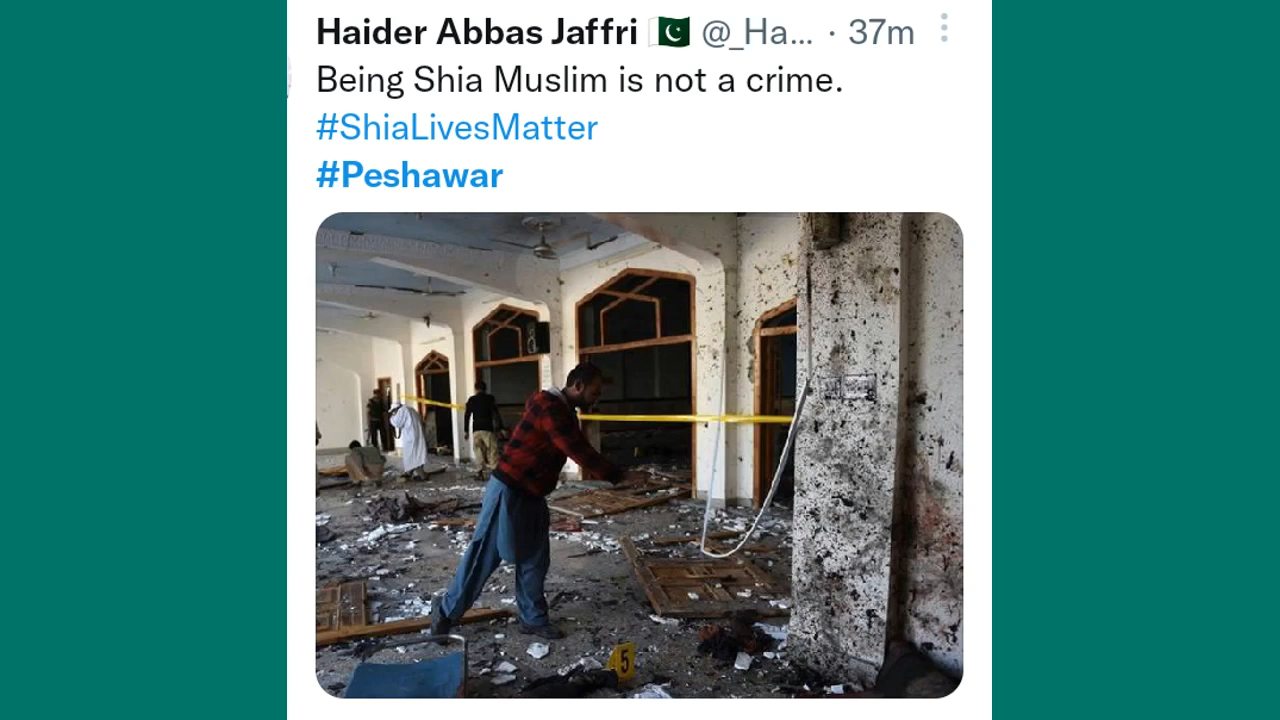 Haider Abbas Jaffri 🇵🇰 @_Ha... · 37m
Being Shia Muslim is not a crime.
#ShiaLivesMatter
#Peshawar
5